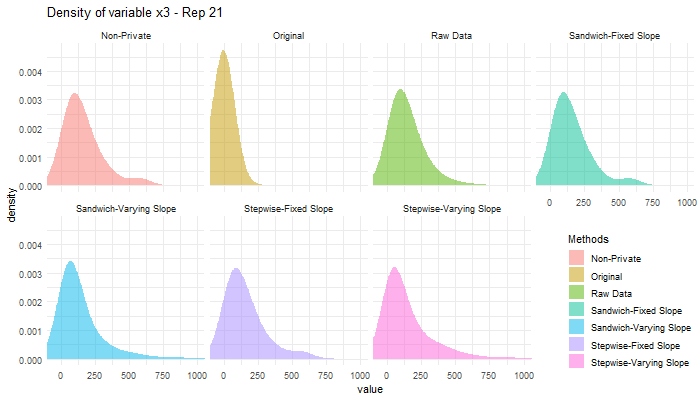 Density of variable x3 - Rep 21
Non-Private
Original
Raw Data
Sandwich-Fixed Slope
0.004
0.003
0.002
0.001
0.000
0 250 500 750 1000
density
Sandwich-Varying Slope
Stepwise-Fixed Slope
Stepwise-Varying Slope
0.004
0.003
0.002
0.001
0.000
0 250 500 750 1000
0 250 500 750 1000
0 250 500 750 1000
value
Methods
Non-Private
Original
Raw Data
Sandwich-Fixed Slope
Sandwich-Varying Slope
Stepwise-Fixed Slope
Stepwise-Varying Slope